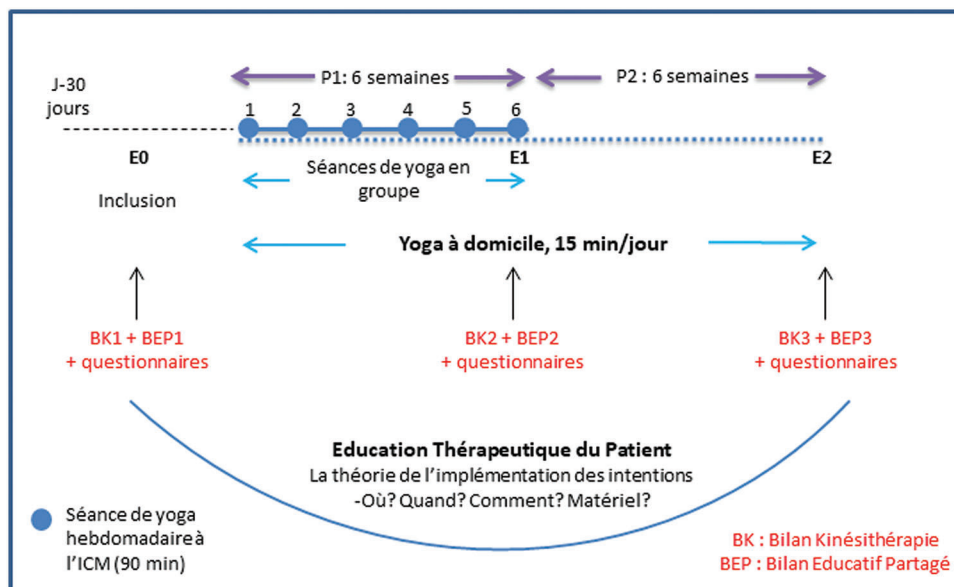 P1: 6 semaines
P2 : 6 semaines
J-30
jours
1 2 3 4 5 6
E0
E1
E2
Séances de yoga en
groupe
Inclusion
Yoga à domicile, 15 min/jour
BK1 + BEP1
+ questionnaires
BK2 + BEP2
+ questionnaires
BK3 + BEP3
+ questionnaires
Education Thérapeutique du Patient
La théorie de l'implémentation des intentions
-Où? Quand? Comment? Matériel?
Séance de yoga
hebdomadaire à
l'ICM (90 min)
BK : Bilan Kinésithérapie
BEP : Bilan Educatif Partagé